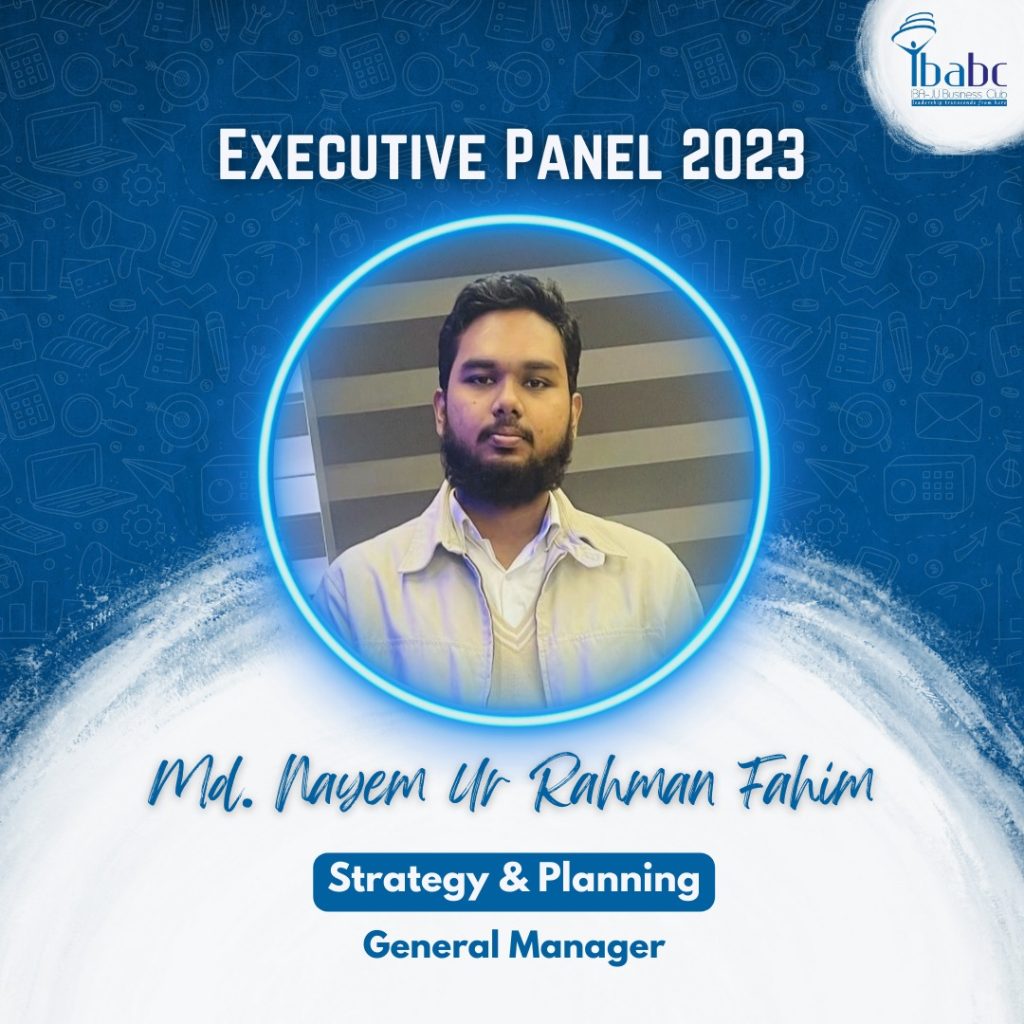 ibabc
IBA-JU Business Club
leadership transcends from here
Executive Panel 2023
Md. Nayem Ur Rahman Fahim
Strategy & Planning
General Manager